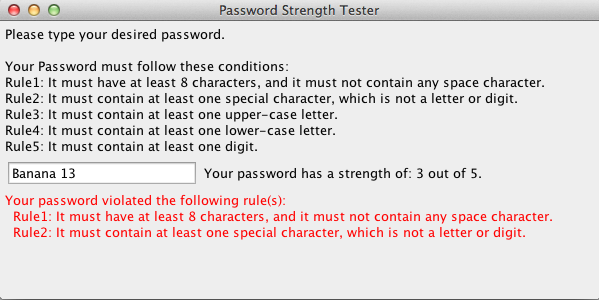 Password Strength Tester
Please type your desired password.
Your Password must follow these conditions:
Rule1: It must have at least 8 characters, and it must not contain any space character.
Rule2: It must contain at least one special character, which is not a letter or digit.
Rule3: It must contain at least one upper-case letter.
Rule4: It must contain at least one lower-case letter.
Rule5: It must contain at least one digit.
Banana 13 Your password has a strength of: 3 out of 5.
Your password violated the following rule(s):
Rule1: It must have at least 8 characters, and it must not contain any space character.
Rule2: It must contain at least one special character, which is not a letter or digit.